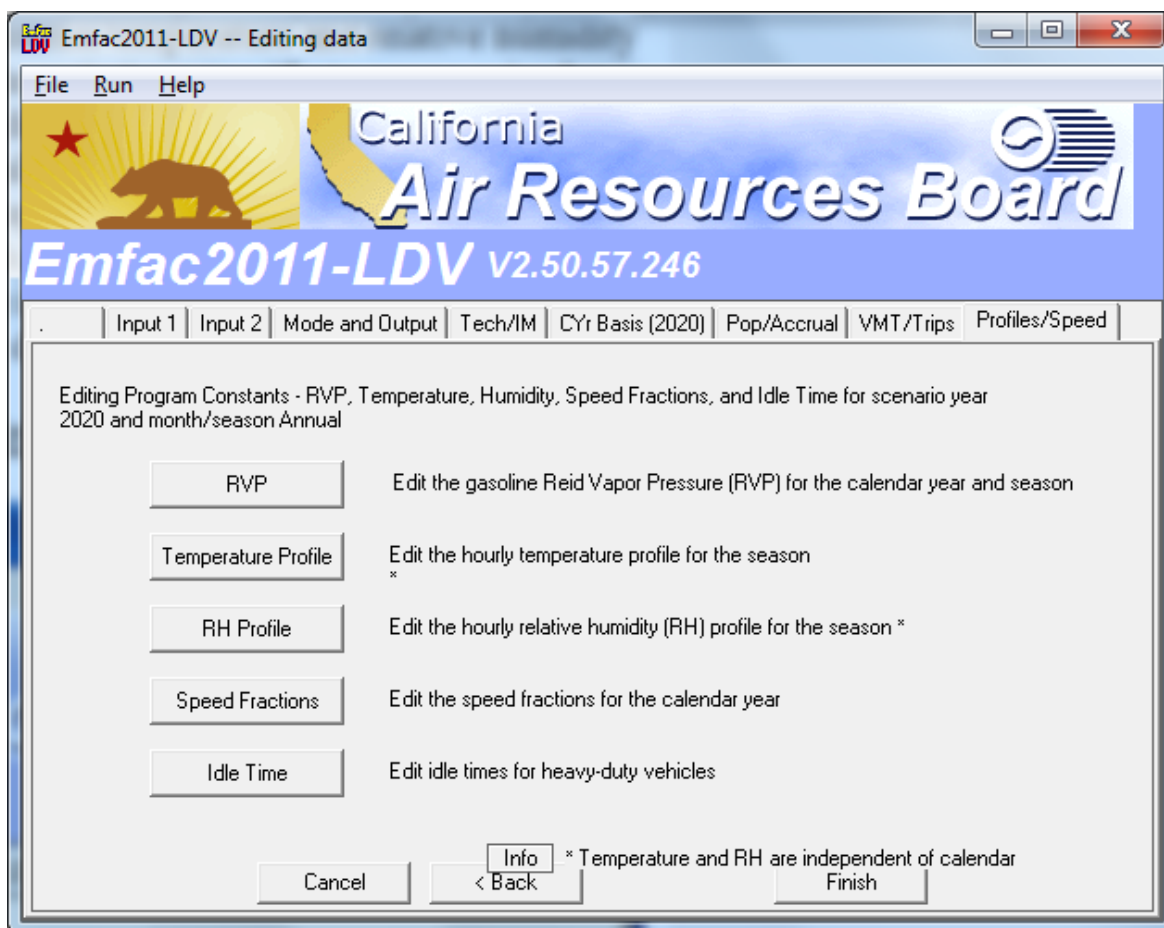 Emfac2011-LDV -- Editing data
File Run Help
California
Air Resources Board
Emfac2011-LDV V2.50.57.246
. Input 1 Input 2 Mode and Output Tech/IM CYr Basis (2020) Pop/Accrual VMT/Trips Profiles/Speed
Editing Program Constants - RVP, Temperature, Humidity, Speed Fractions, and Idle Time for scenario year
2020 and month/season Annual
RVP Edit the gasoline Reid Vapor Pressure (RVP) for the calendar year and season
Temperature Profile Edit the hourly temperature profile for the season
*
RH Profile Edit the hourly relative humidity (RH) profile for the season *
Speed Fractions Edit the speed fractions for the calendar year
Idle Time Edit idle times for heavy-duty vehicles
Info * Temperature and RH are independent of calendar
Cancel < Back Finish